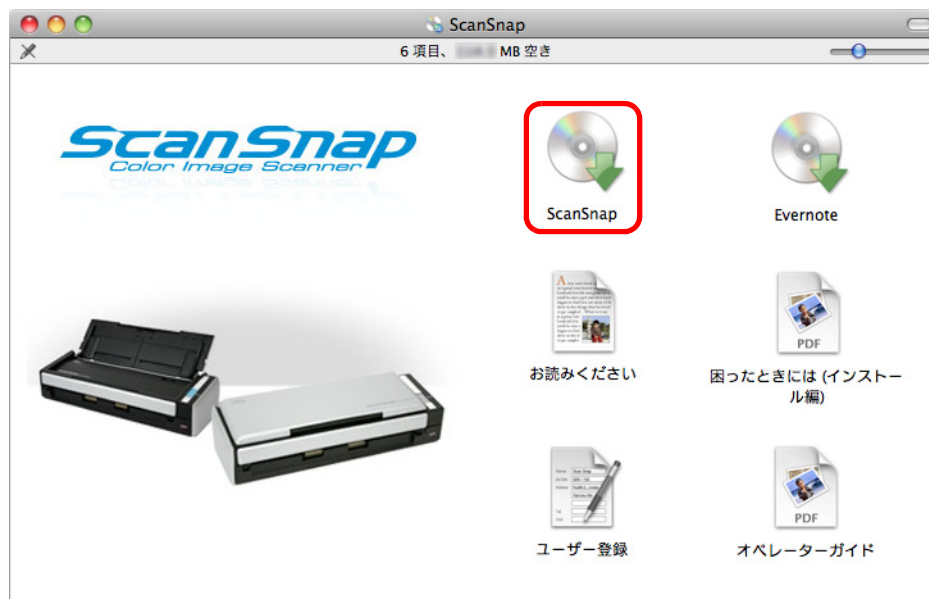 ScanSnap
6 項目、 MB 空き
ScanSnap
Color Image Scanner
ScanSnap
Evernote
お読みください
PDF
困ったときには (インストー
ル編)
ユーザー登録
PDF
オペレーターガイド